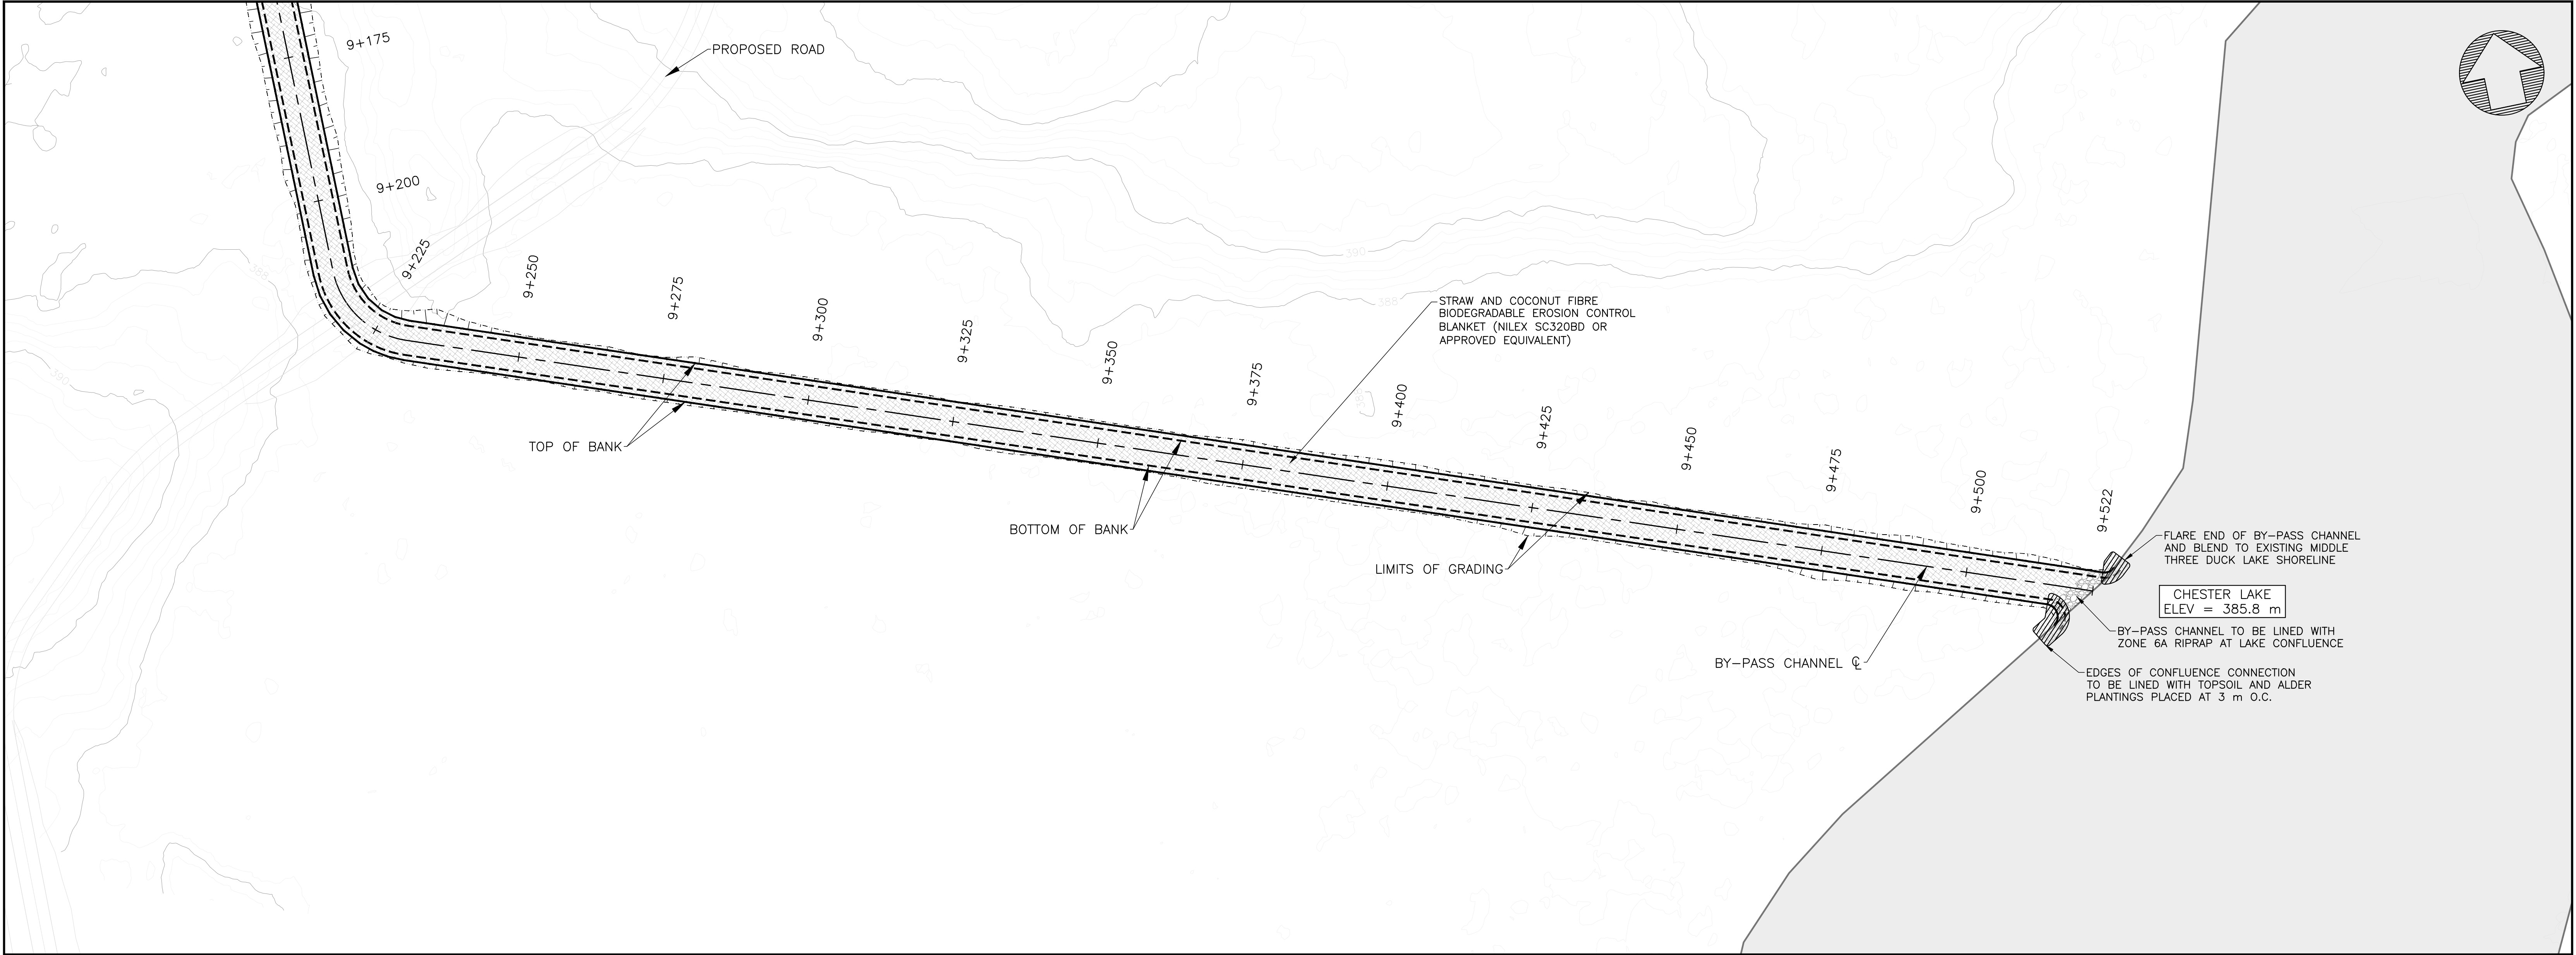 9+175
PROPOSED ROAD
9+200
9+225
9+250
9+275
9+300
9+325
9+350
9+375
9+400
9+425
9+450
9+475
9+500
9+522
388
390
388
390
STRAW AND COCONUT FIBRE
BIODEGRADABLE EROSION CONTROL
BLANKET (NILEX SC320BD OR
APPROVED EQUIVALENT)
TOP OF BANK
BOTTOM OF BANK
LIMITS OF GRADING
BY-PASS CHANNEL ℄
FLARE END OF BY-PASS CHANNEL
AND BLEND TO EXISTING MIDDLE
THREE DUCK LAKE SHORELINE
CHESTER LAKE
ELEV = 385.8 m
BY-PASS CHANNEL TO BE LINED WITH
ZONE 6A RIPRAP AT LAKE CONFLUENCE
EDGES OF CONFLUENCE CONNECTION
TO BE LINED WITH TOPSOIL AND ALDER
PLANTINGS PLACED AT 3 m O.C.